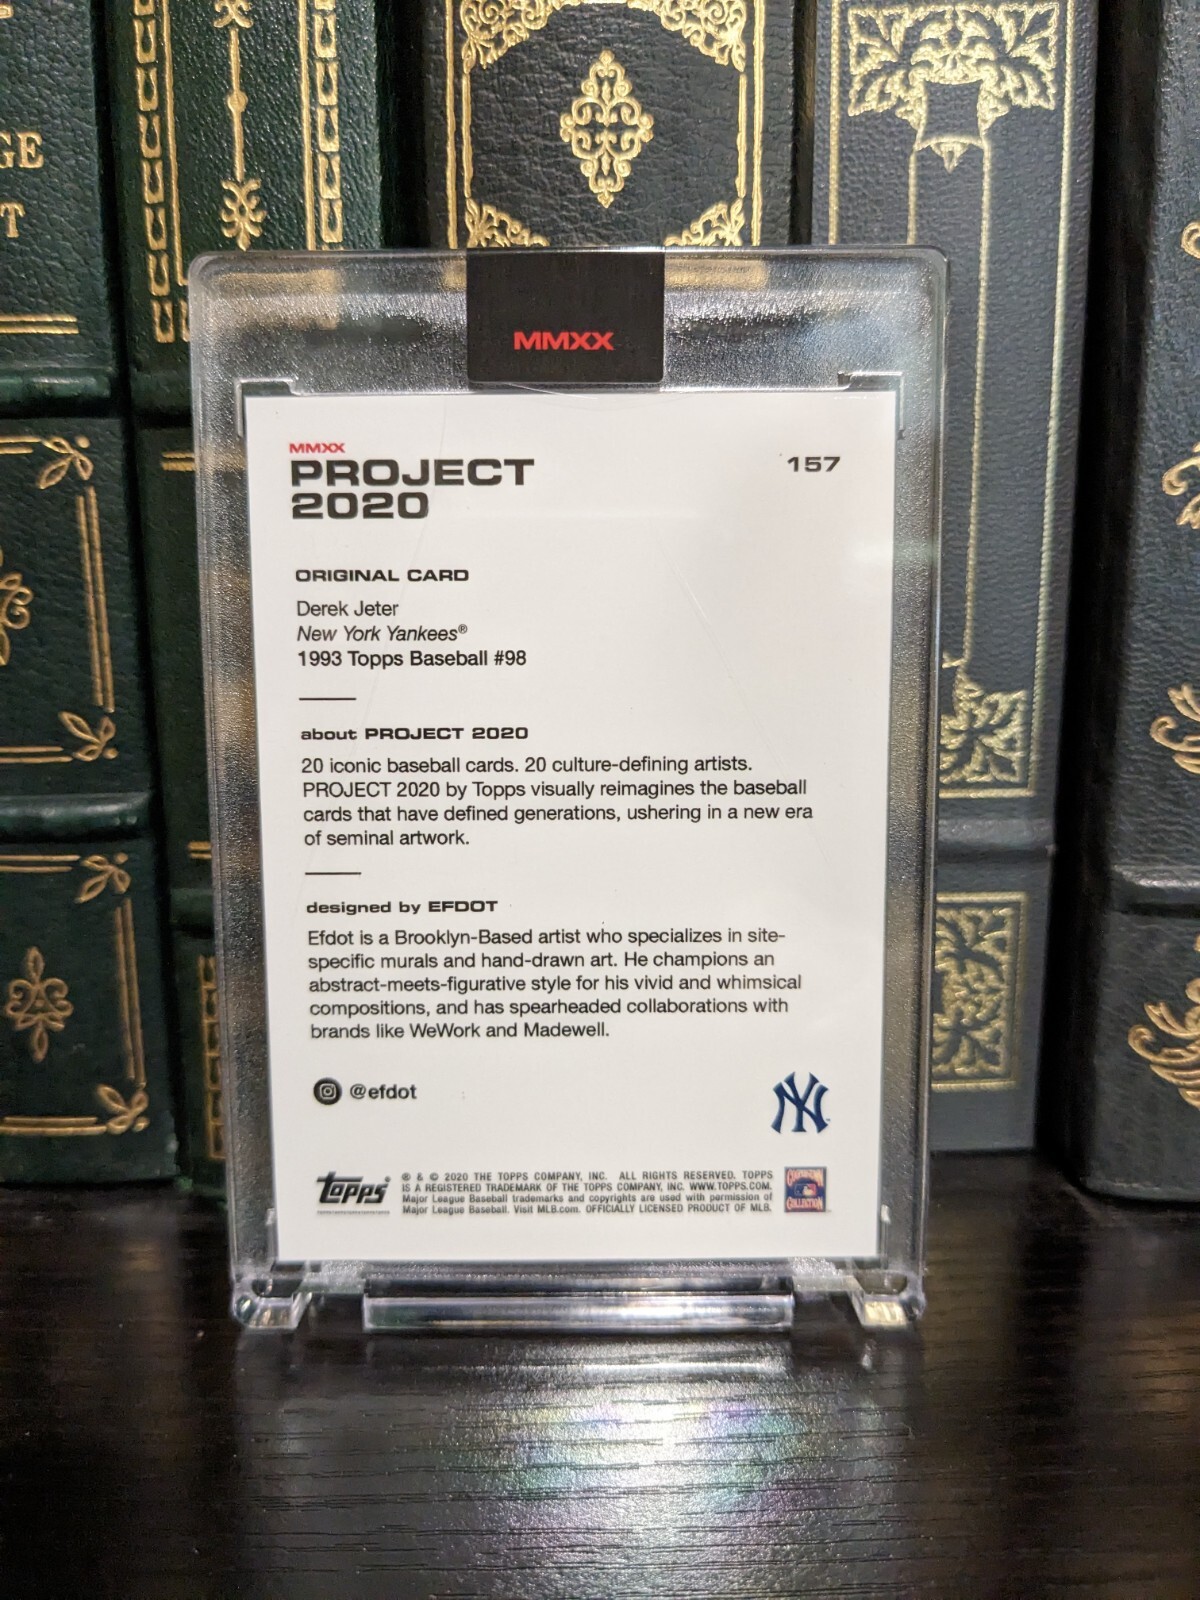 GE
T
MMXX
MMXX
PROJECT
2020
157
ORIGINAL CARD
Derek Jeter
New York Yankees®
1993 Topps Baseball #98
about PROJECT 2020
20 iconic baseball cards. 20 culture-defining artists.
PROJECT 2020 by Topps visually reimagines the baseball
cards that have defined generations, ushering in a new era
of seminal artwork.
designed by EFDOT
Efdot is a Brooklyn-Based artist who specializes in site-
specific murals and hand-drawn art. He champions an
abstract-meets-figurative style for his vivid and whimsical
compositions, and has spearheaded collaborations with
brands like WeWork and Madewell.
@efdot
NY
topps
® & © 2020 THE TOPPS COMPANY, INC. ALL RIGHTS RESERVED. TOPPS
IS A REGISTERED TRADEMARK OF THE TOPPS COMPANY, INC. WWW.TOPPS.COM.
Major League Baseball trademarks and copyrights are used with permission of
Major League Baseball. Visit MLB.com. OFFICIALLY LICENSED PRODUCT OF MLB.
COLLECTION